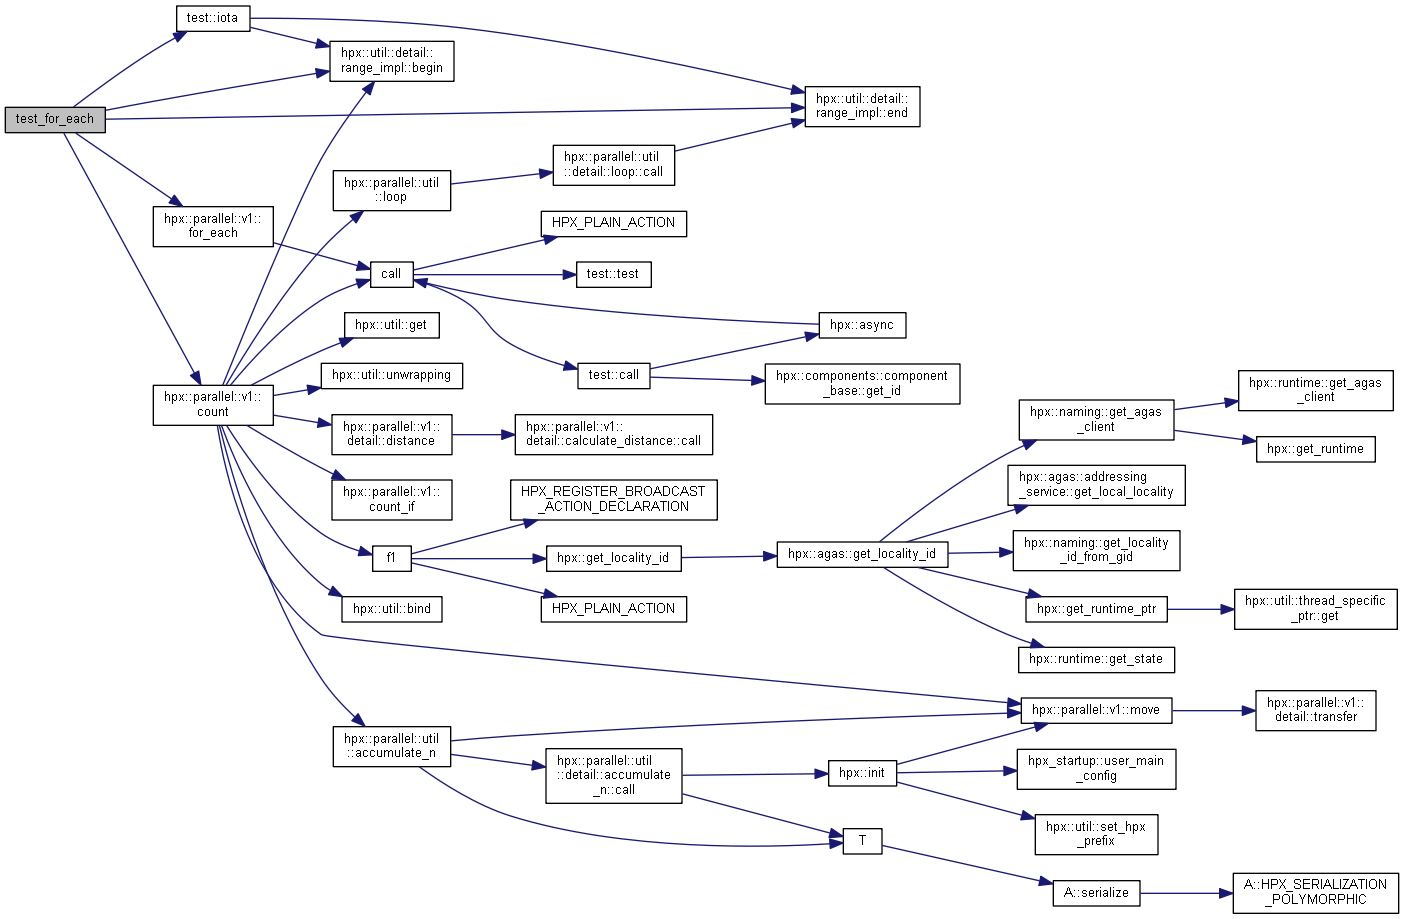 test::iota
hpx::util::detail::
range_impl::begin
hpx::util::detail::
range_impl::end
test_for_each
hpx::parallel::util
::detail::loop::call
hpx::parallel::util
::loop
hpx::parallel::v1::
for_each
HPX_PLAIN_ACTION
call
test::test
hpx::util::get
hpx::async
hpx::util::unwrapping
test::call
hpx::components::component
_base::get_id
hpx::runtime::get_agas
_client
hpx::parallel::v1::
count
hpx::parallel::v1::
detail::distance
hpx::parallel::v1::
detail::calculate_distance::call
hpx::naming::get_agas
_client
hpx::get_runtime
hpx::parallel::v1::
count_if
HPX_REGISTER_BROADCAST
_ACTION_DECLARATION
hpx::agas::addressing
_service::get_local_locality
f1
hpx::get_locality_id
hpx::agas::get_locality_id
hpx::naming::get_locality
_id_from_gid
hpx::util::bind
HPX_PLAIN_ACTION
hpx::get_runtime_ptr
hpx::util::thread_specific
_ptr::get
hpx::runtime::get_state
hpx::parallel::v1::move
hpx::parallel::v1::
detail::transfer
hpx::parallel::util
::accumulate_n
hpx::parallel::util
::detail::accumulate
_n::call
hpx::init
hpx_startup::user_main
_config
hpx::util::set_hpx
_prefix
T
A::serialize
A::HPX_SERIALIZATION
_POLYMORPHIC